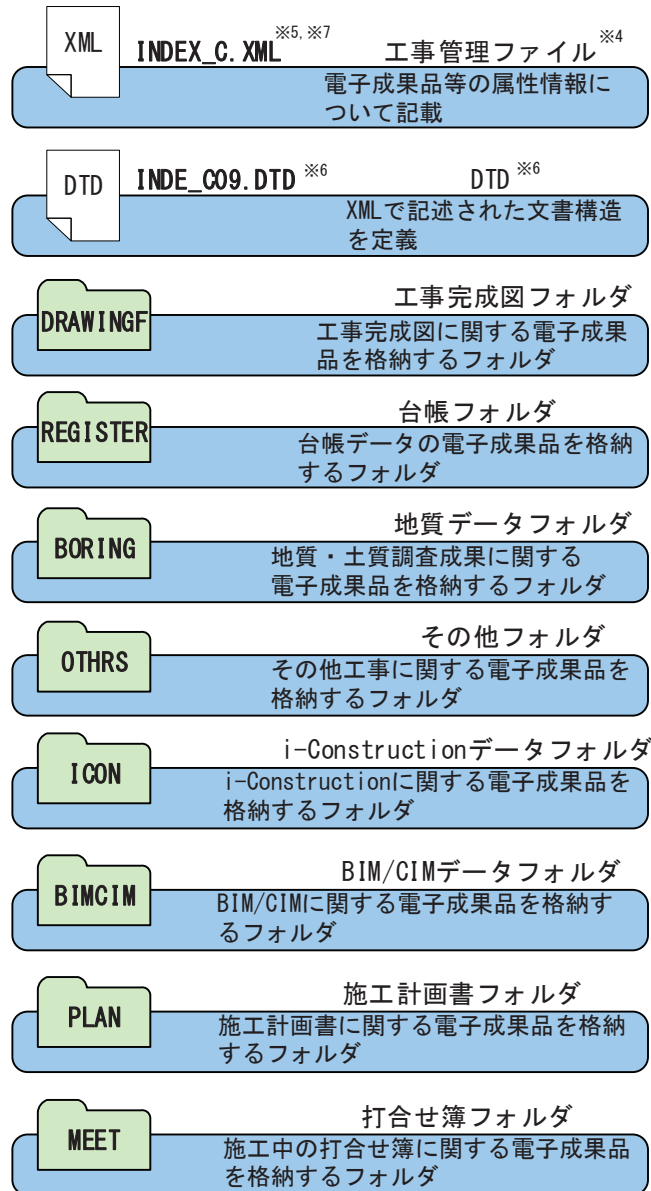 XML INDEX_C.XML※5,※7 工事管理ファイル※4
電子成果品等の属性情報に
ついて記載
DTD INDE_C09.DTD※6 DTD※6
XMLで記述された文書構造
を定義
工事完成図フォルダ
DRAWINGF
工事完成図に関する電子成果
品を格納するフォルダ
台帳フォルダ
REGISTER
台帳データの電子成果品を格納
するフォルダ
地質データフォルダ
BORING
地質・土質調査成果に関する
電子成果品を格納するフォルダ
その他フォルダ
OTHRS
その他工事に関する電子成果品を
格納するフォルダ
i-Constructionデータフォルダ
ICON
i-Constructionに関する電子成果品を
格納するフォルダ
BIM/CIMデータフォルダ
BIMCIM
BIM/CIMに関する電子成果品を格納す
るフォルダ
施工計画書フォルダ
PLAN
施工計画書に関する電子成果品を格納
するフォルダ
打合せ簿フォルダ
MEET
施工中の打合せ簿に関する電子成果品
を格納するフォルダ